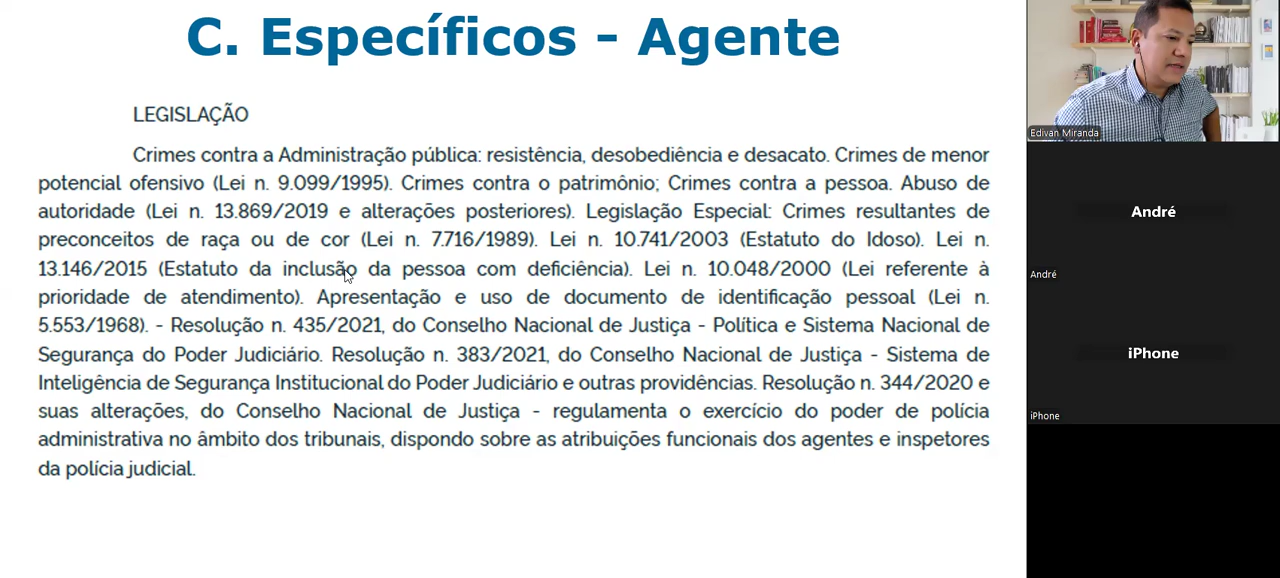 C. Específicos - Agente
LEGISLAÇÃO
Crimes contra a Administração pública: resistência, desobediência e desacato. Crimes de menor
potencial ofensivo (Lei n. 9.099/1995). Crimes contra o patrimônio; Crimes contra a pessoa. Abuso de
autoridade (Lei n. 13.869/2019 e alterações posteriores). Legislação Especial: Crimes resultantes de
preconceitos de raça ou de cor (Lei n. 7.716/1989). Lei n. 10.741/2003 (Estatuto do Idoso). Lei n.
13.146/2015 (Estatuto da inclusão da pessoa com deficiência). Lei n. 10.048/2000 (Lei referente à
prioridade de atendimento). Apresentação e uso de documento de identificação pessoal (Lei n.
5.553/1968). - Resolução n. 435/2021, do Conselho Nacional de Justiça - Política e Sistema Nacional de
Segurança do Poder Judiciário. Resolução n. 383/2021, do Conselho Nacional de Justiça - Sistema de
Inteligência de Segurança Institucional do Poder Judiciário e outras providências. Resolução n. 344/2020 e
suas alterações, do Conselho Nacional de Justiça - regulamenta o exercício do poder de polícia
administrativa no âmbito dos tribunais, dispondo sobre as atribuições funcionais dos agentes e inspetores
da polícia judicial.
Edivan Miranda
André
André
iPhone
iPhone